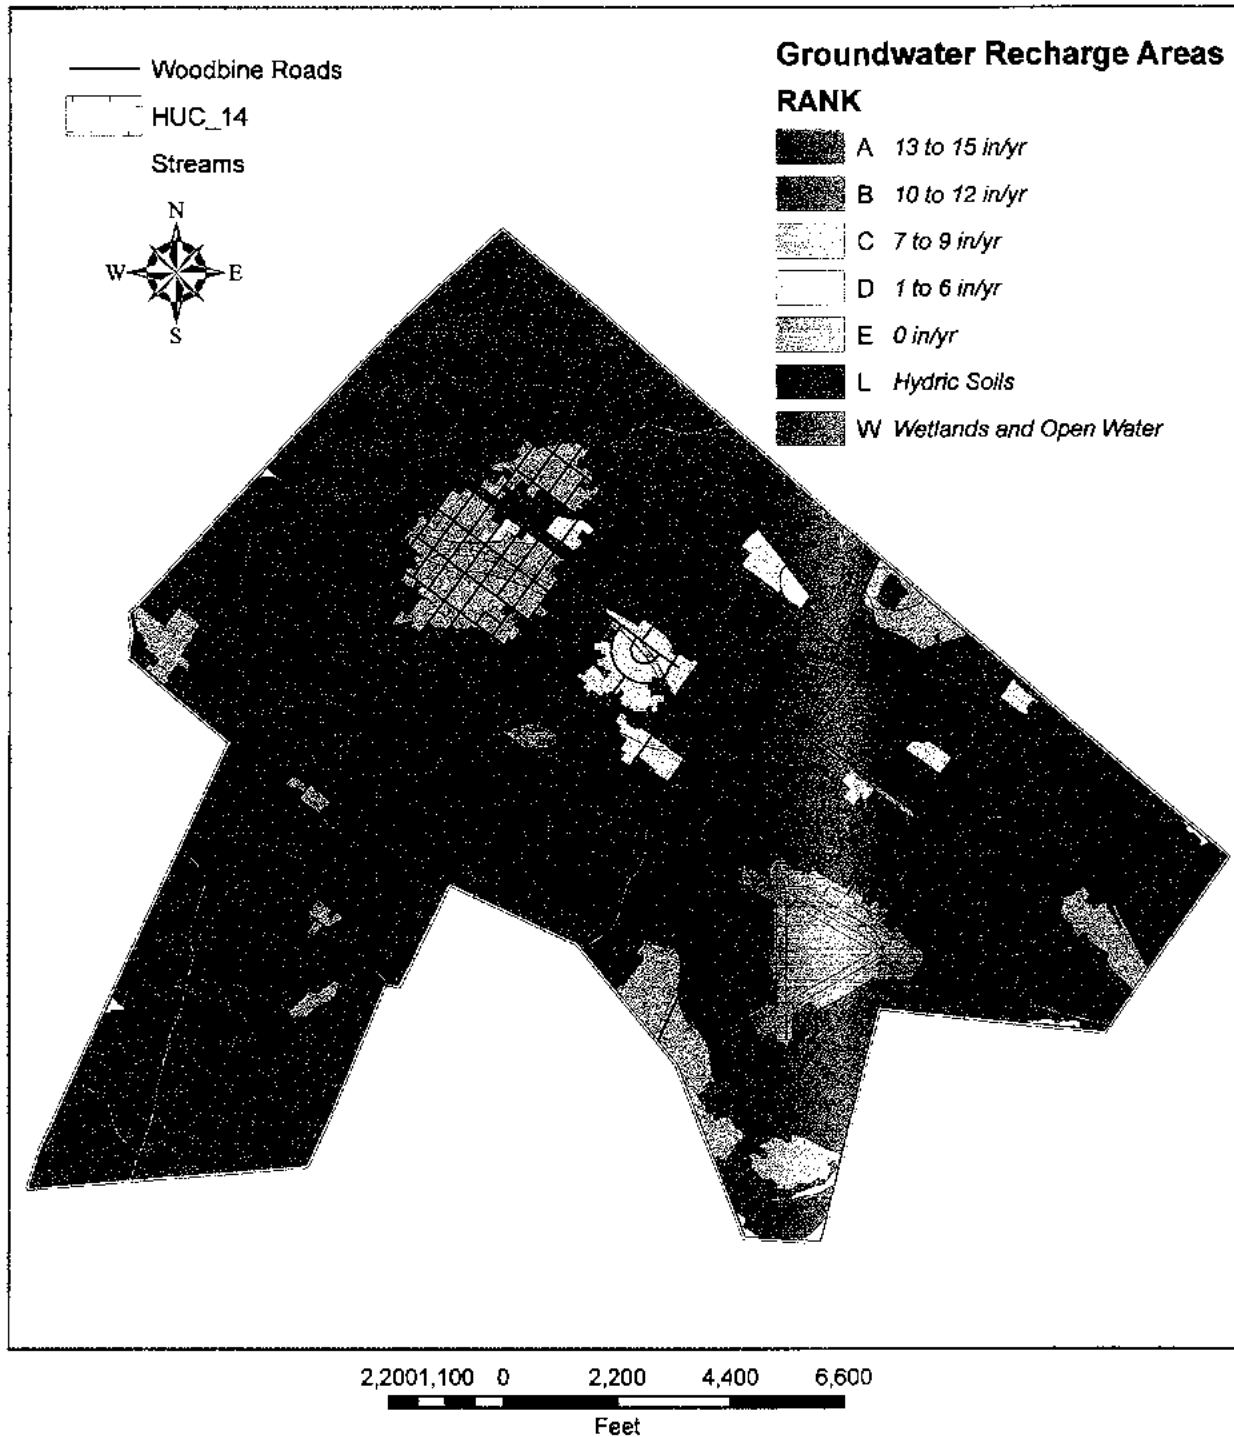 Groundwater Recharge Areas
RANK
A 13 to 15 in/yr
B 10 to 12 in/yr
C 7 to 9 in/yr
D 1 to 6 in/yr
E 0 in/yr
L Hydric Soils
W Wetlands and Open Water
Woodbine Roads
HUC_14
Streams
N
W E
S
2,2001,100 0 2,200 4,400 6,600
Feet